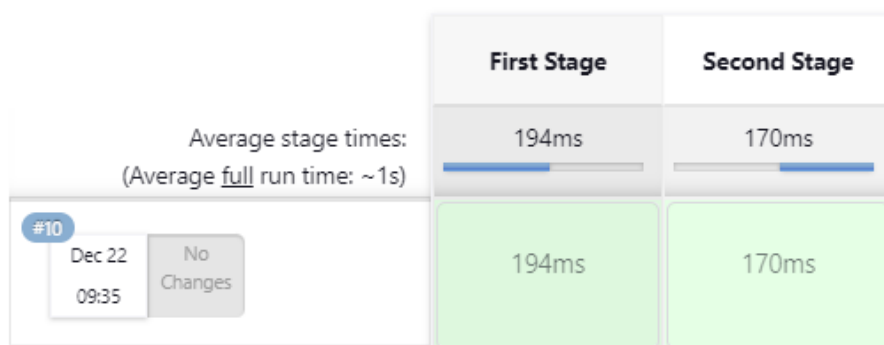 First Stage Second Stage
Average stage times: 194ms 170ms
(Average full run time: ~1s)
#10
Dec 22 No
Changes
09:35
194ms 170ms